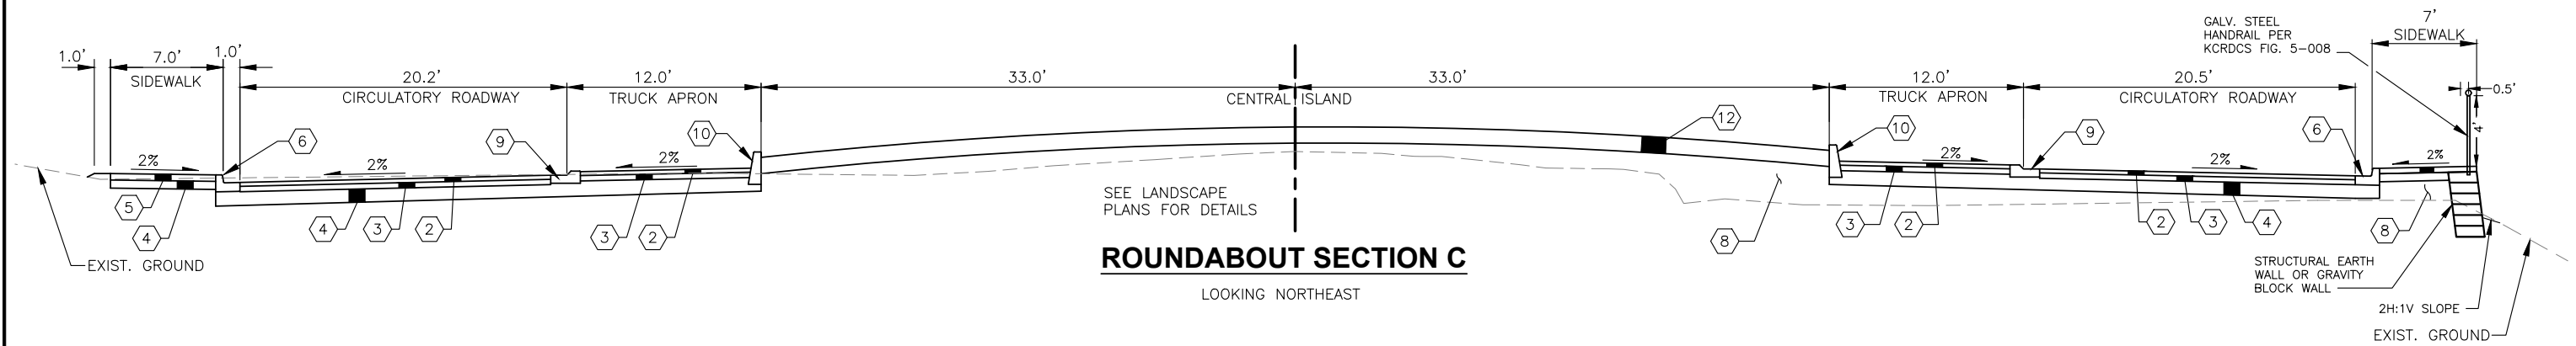 GALV. STEEL
HANDRAIL PER
KCRDCS FIG. 5-008
7'
SIDEWALK
1.0'
7.0'
SIDEWALK
1.0'
20.2'
CIRCULATORY ROADWAY
12.0'
TRUCK APRON
33.0'
33.0'
CENTRAL ISLAND
12.0'
TRUCK APRON
20.5'
CIRCULATORY ROADWAY
0.5'
4'
2%
6
2%
9
2%
10
12
10
2%
9
2%
6
2%
5
4
4
3
2
3
2
SEE LANDSCAPE
PLANS FOR DETAILS
8
3
2
2
3
4
8
EXIST. GROUND
ROUNDABOUT SECTION C
LOOKING NORTHEAST
STRUCTURAL EARTH
WALL OR GRAVITY
BLOCK WALL
2H:1V SLOPE
EXIST. GROUND